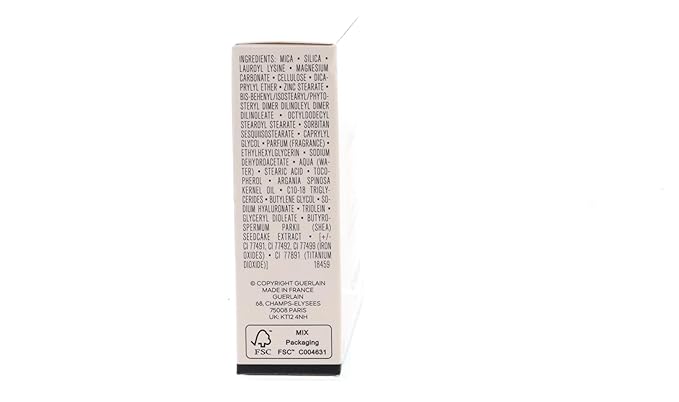 INGREDIENTS: MICA • SILICA •
LAUROYL LYSINE • MAGNESIUM
CARBONATE • CELLULOSE • DICA-
PRYLYL ETHER • ZINC STEARATE •
BIS-BEHENYL/ISOSTEARYL/PHYTO-
STERYL DIMER DILINOLEYL DIMER
DILINOLEATE • OCTYLDODECYL
STEAROYL STEARATE • SORBITAN
SESQUIISOSTEARATE • CAPRYLYL
GLYCOL • PARFUM (FRAGRANCE) •
ETHYLHEXYLGLYCERIN • SODIUM
DEHYDROACETATE • AQUA (WA-
TER) • STEARIC ACID • TOCO-
PHEROL • ARGANIA SPINOSA
KERNEL OIL • C10-18 TRIGLY-
CERIDES • BUTYLENE GLYCOL • SO-
DIUM HYALURONATE • TRIOLEIN •
GLYCERYL DIOLEATE • BUTYRO-
SPERMUM PARKII (SHEA)
SEEDCAKE EXTRACT • [+/-
CI 77491, CI 77492, CI 77499 (IRON
OXIDES) • CI 77891 (TITANIUM
DIOXIDE)] 16459
© COPYRIGHT GUERLAIN
MADE IN FRANCE
GUERLAIN
68, CHAMPS-ELYSEES
75008 PARIS
UK: KT12 4NH
MIX
Packaging
FSC FSC™ C004631